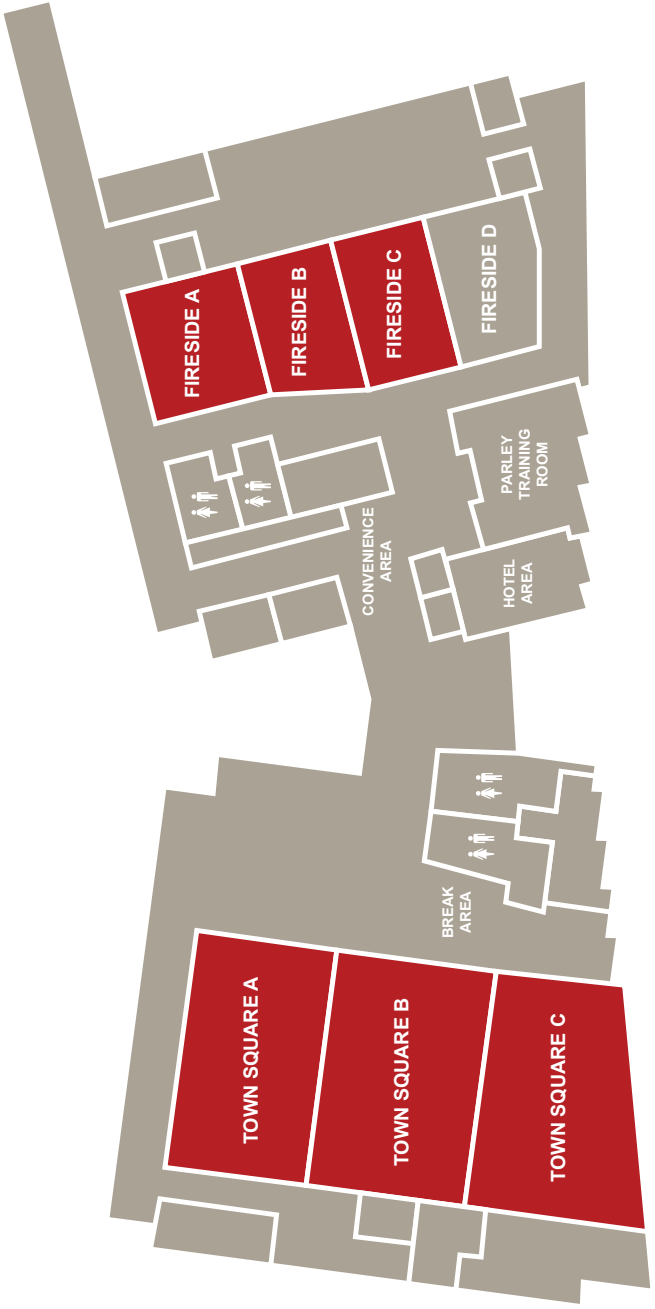 FIRESIDE A
FIRESIDE B
FIRESIDE C
FIRESIDE D
PARLEY
TRAINING
ROOM
CONVENIENCE
AREA
HOTEL
AREA
BREAK
AREA
TOWN SQUARE A
TOWN SQUARE B
TOWN SQUARE C